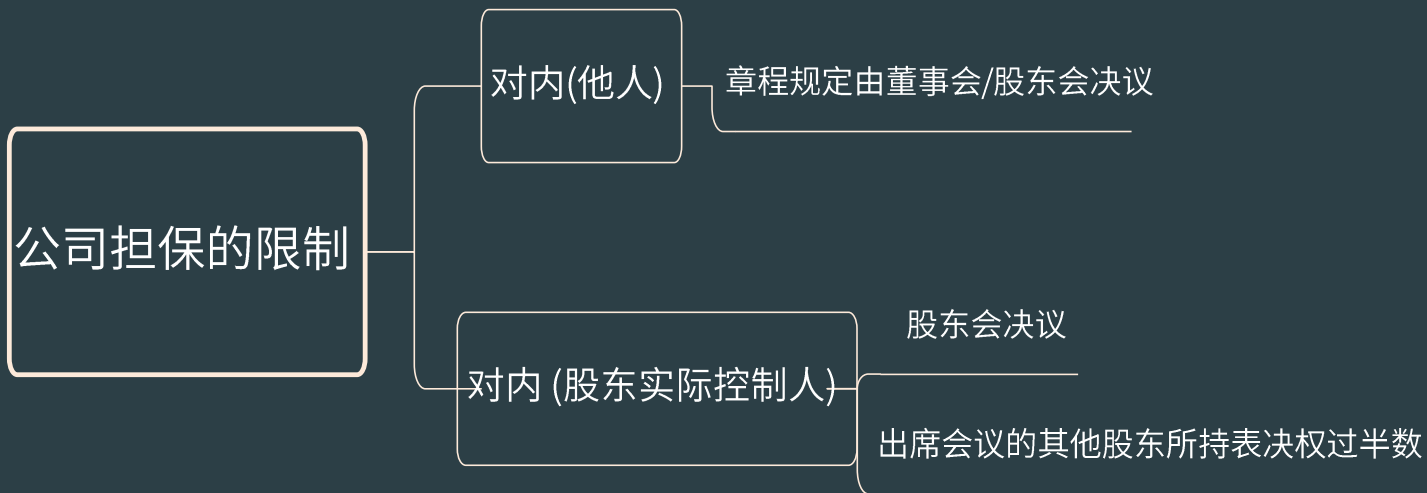 公司担保的限制
对内(他人)
章程规定由董事会/股东会决议
对内 (股东实际控制人)
股东会决议
出席会议的其他股东所持表决权过半数